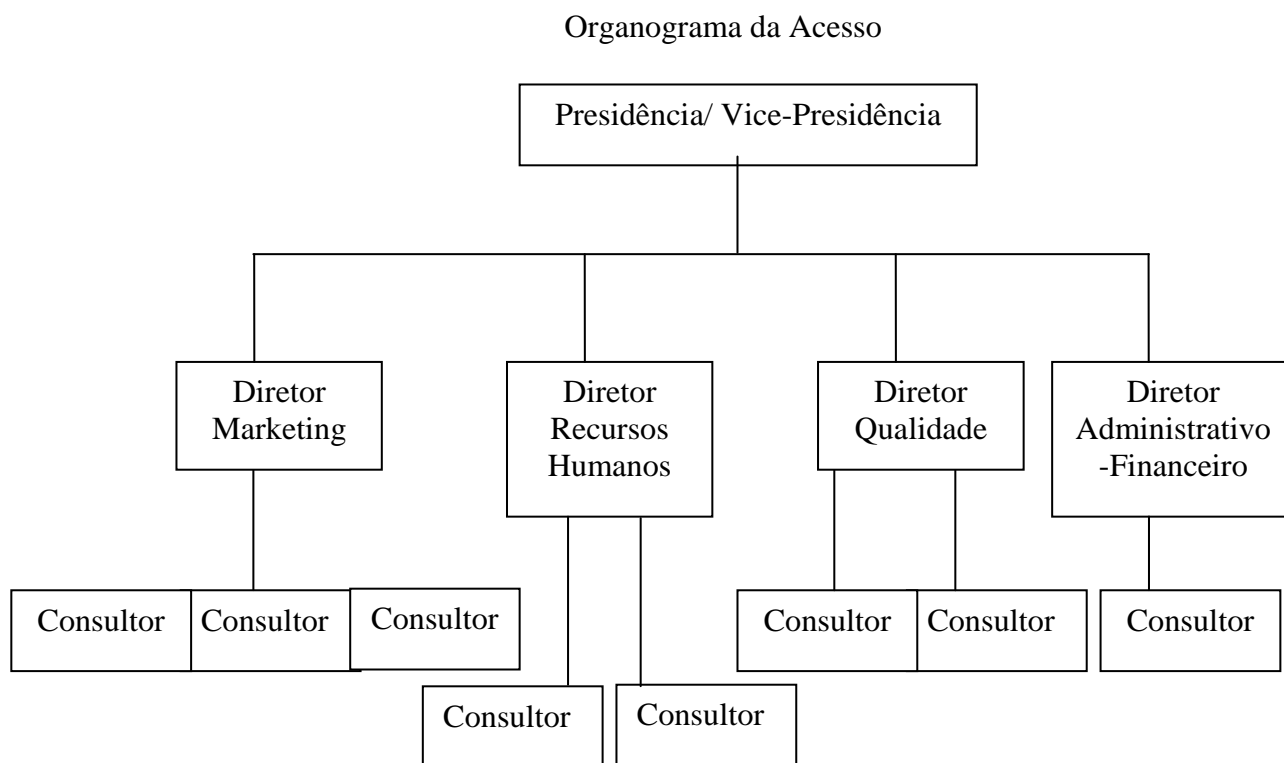 Organograma da Acesso
Presidência/ Vice-Presidência
Diretor
Marketing
Diretor
Recursos
Humanos
Diretor
Qualidade
Diretor
Administrativo
-Financeiro
Consultor
Consultor
Consultor
Consultor
Consultor
Consultor
Consultor
Consultor